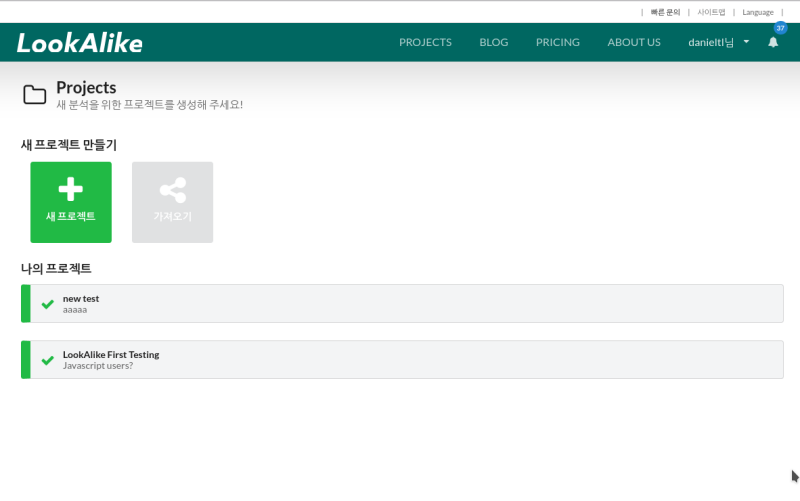 | 빠른 문의 | 사이트맵 | Language |
37
LookAlike PROJECTS BLOG PRICING ABOUT US danieltl님
Projects
새 분석을 위한 프로젝트를 생성해 주세요!
새 프로젝트 만들기
새 프로젝트 가져오기
나의 프로젝트
new test
aaaaa
LookAlike First Testing
Javascript users?